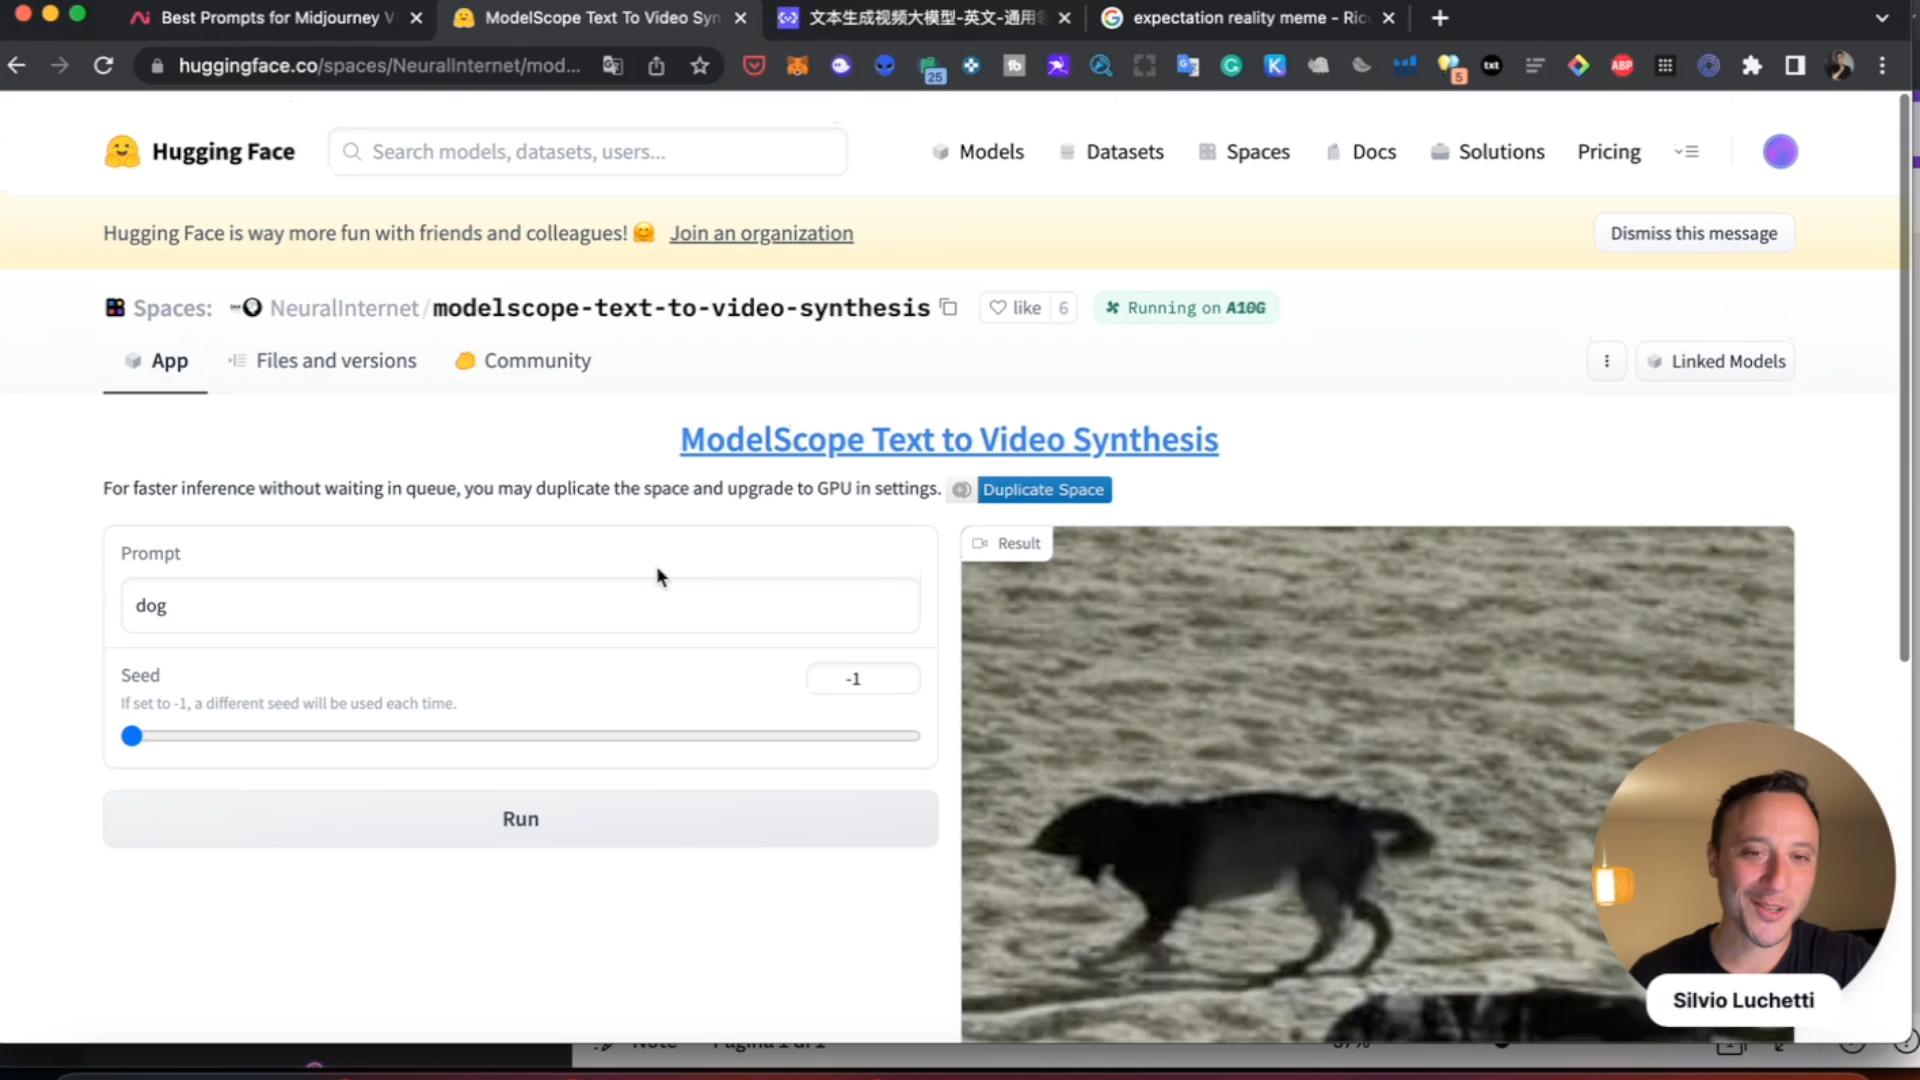 Best Prompts for Midjourney V
ModelScope Text To Video Syn
文本生成视频大模型-英文-通用
expectation reality meme - Ric
huggingface.co/spaces/NeuralInternet/mod...
25
5
txt
ABP
Hugging Face
Search models, datasets, users...
Models
Datasets
Spaces
Docs
Solutions
Pricing
Hugging Face is way more fun with friends and colleagues! 🤗 Join an organization
Dismiss this message
Spaces:
NeuralInternet/modelscope-text-to-video-synthesis
like 6
Running on A10G
App
Files and versions
Community
Linked Models
ModelScope Text to Video Synthesis
For faster inference without waiting in queue, you may duplicate the space and upgrade to GPU in settings.
Duplicate Space
Prompt
dog
Result
Seed
-1
If set to -1, a different seed will be used each time.
Run
Silvio Luchetti